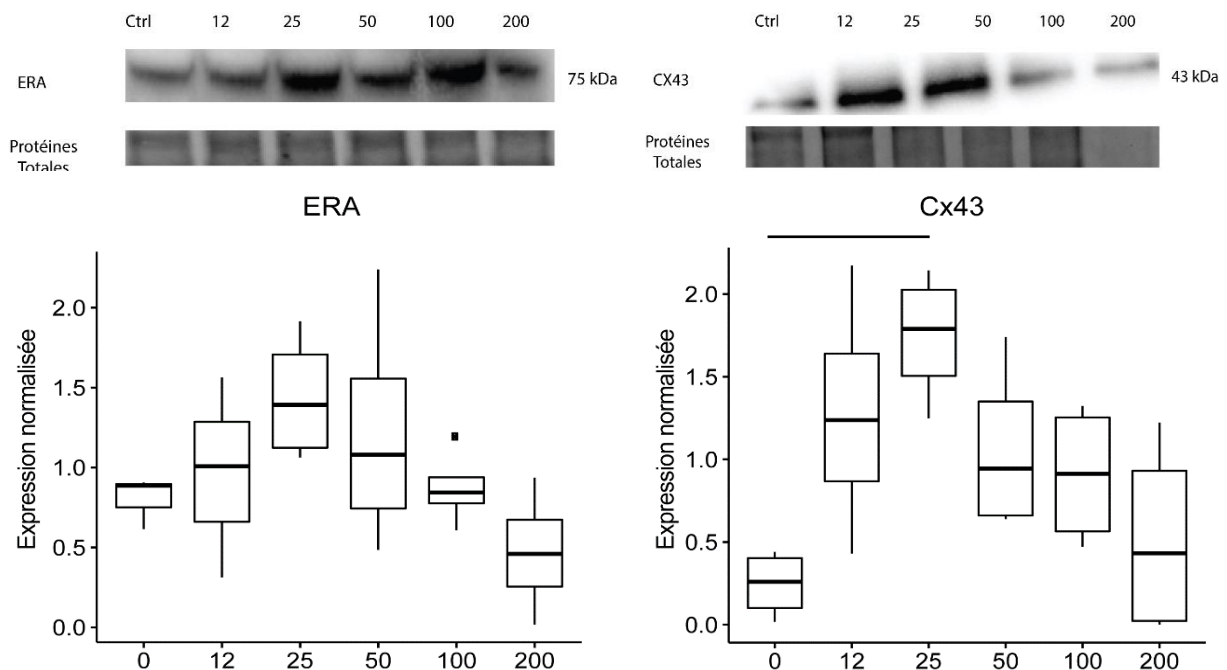 Ctrl 12 25 50 100 200
ERA 75 kDa
Protéines
Totales
Ctrl 12 25 50 100 200
CX43 43 kDa
Protéines
Totales
ERA
Expression normalisée
2.0
1.5
1.0
0.5
0.0
0 12 25 50 100 200
Cx43
Expression normalisée
2.0
1.5
1.0
0.5
0.0
0 12 25 50 100 200